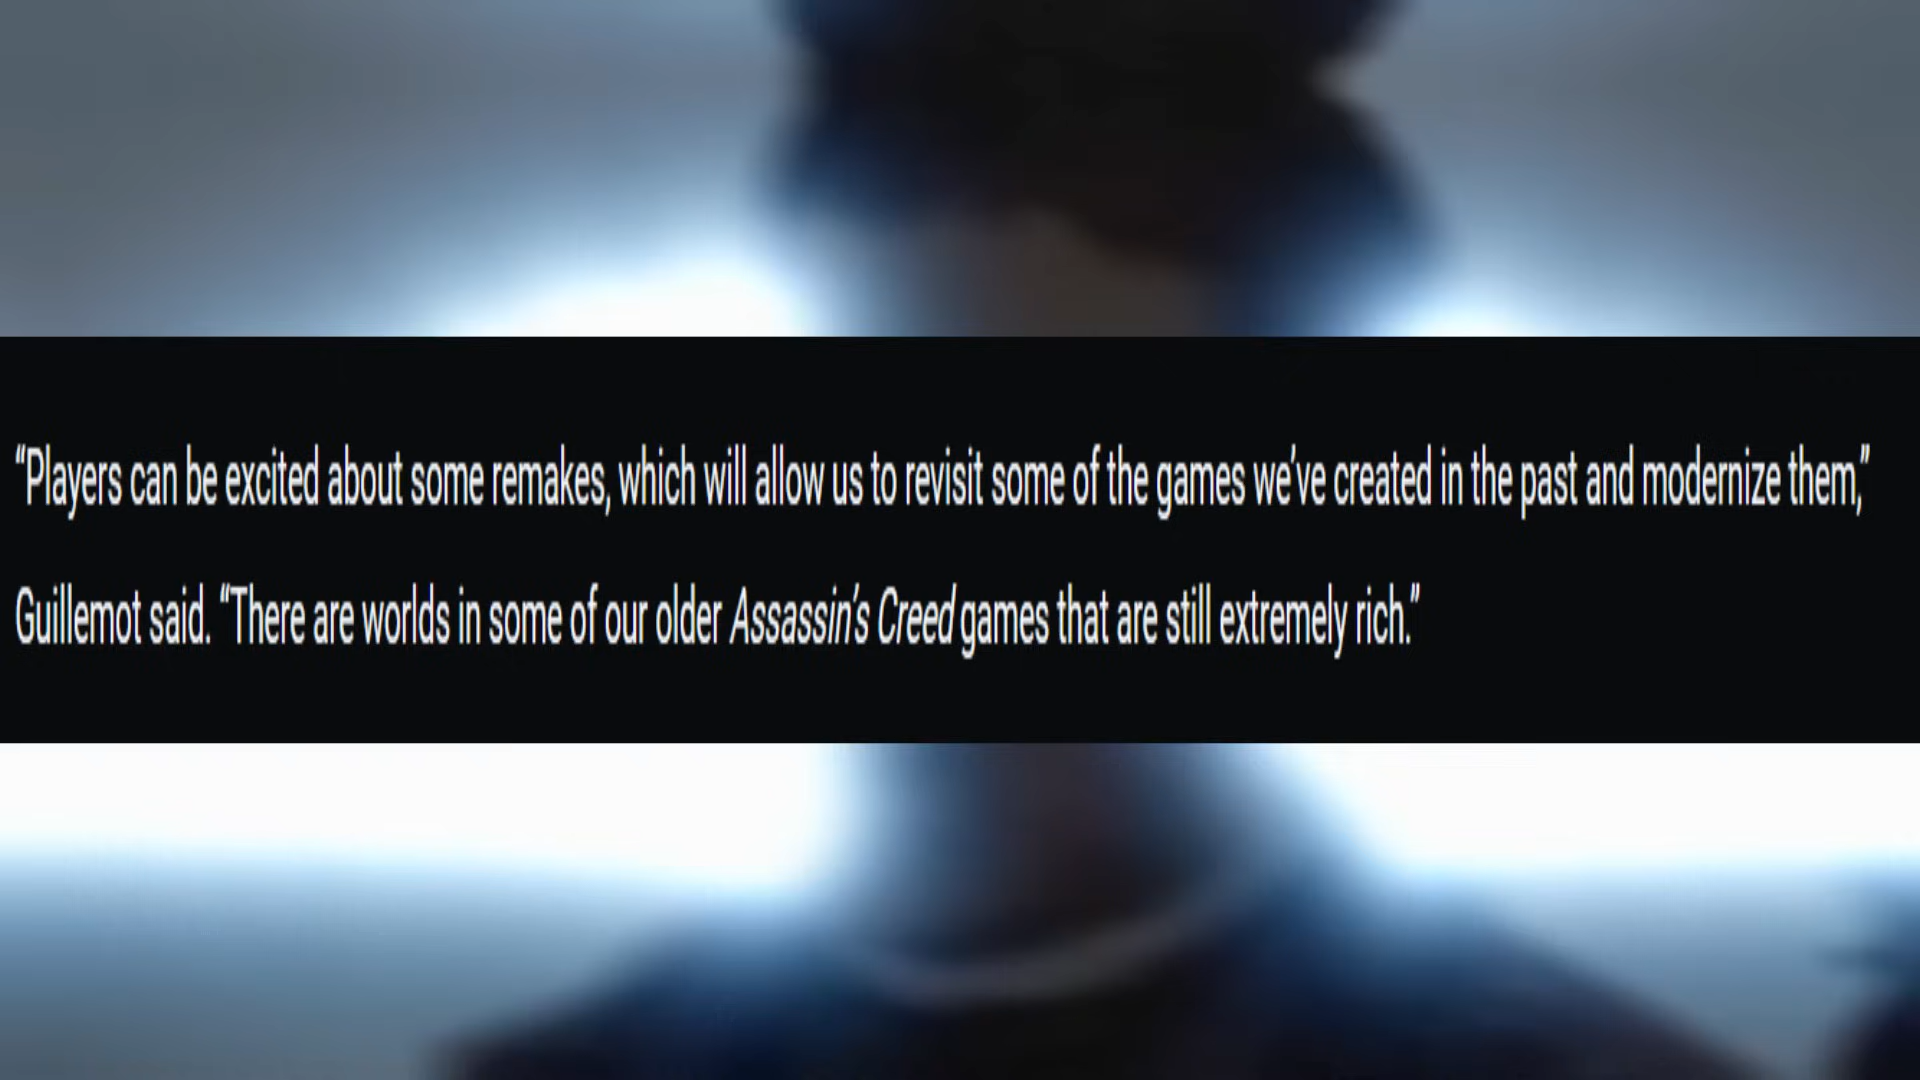 “Players can be excited about some remakes, which will allow us to revisit some of the games we’ve created in the past and modernize them,”
Guillemot said. “There are worlds in some of our older Assassin’s Creed games that are still extremely rich.”